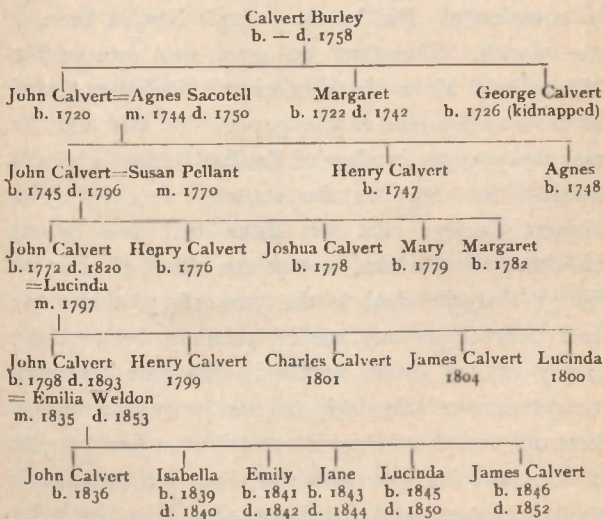 Calvert Burley
b. — d. 1758
John Calvert=Agnes Sacotell Margaret George Calvert
b. 1720 m. 1744 d. 1750 b. 1722 d. 1742 b. 1726 (kidnapped)
John Calvert=Susan Pellant Henry Calvert Agnes
b. 1745 d. 1796 m. 1770 b. 1747 b. 1748
John Calvert Henry Calvert Joshua Calvert Mary Margaret
b. 1772 d. 1820 b. 1776 b. 1778 b. 1779 b. 1782
=Lucinda
m. 1797
John Calvert Henry Calvert Charles Calvert James Calvert Lucinda
b. 1798 d. 1893 1799 1801 1804 1800
= Emilia Weldon
m. 1835 d. 1853
John Calvert Isabella Emily Jane Lucinda James Calvert
b. 1836 b. 1839 b. 1841 b. 1843 b. 1845 b. 1846
d. 1840 d. 1842 d. 1844 d. 1850 d. 1852